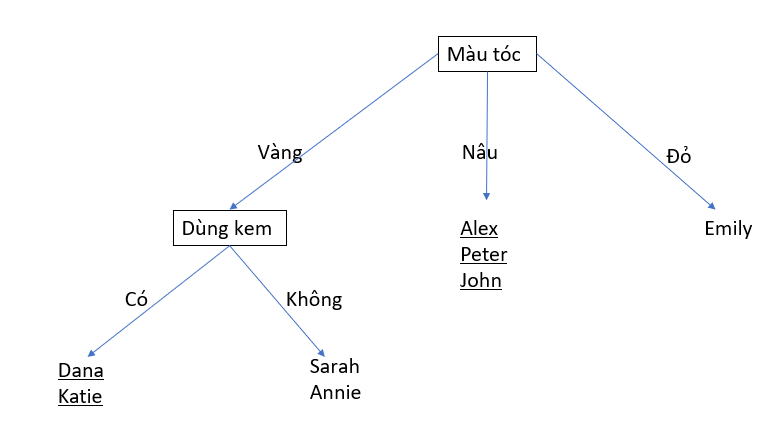 Màu tóc
Vàng
Nâu
Đỏ
Dùng kem
Alex
Peter
John
Emily
Có
Không
Dana
Katie
Sarah
Annie